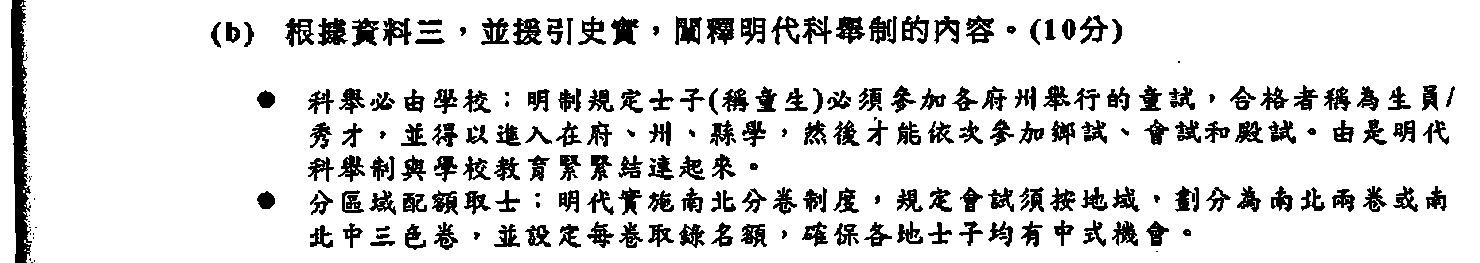 (b) 根據資料三，並援引史實，闡釋明代科舉制的內容。(10分)
● 科舉必由學校：明制規定士子(稱童生)必須參加各府州舉行的童試，合格者稱為生員/
秀才，並得以進入在府、州、縣學，然後才能依次參加鄉試、會試和殿試。由是明代
科舉制與學校教育緊緊結連起來。
● 分區域配額取士：明代實施南北分卷制度，規定會試須按地域，劃分為南北兩卷或南
北中三色卷，並設定每卷取錄名額，確保各地士子均有中式機會。